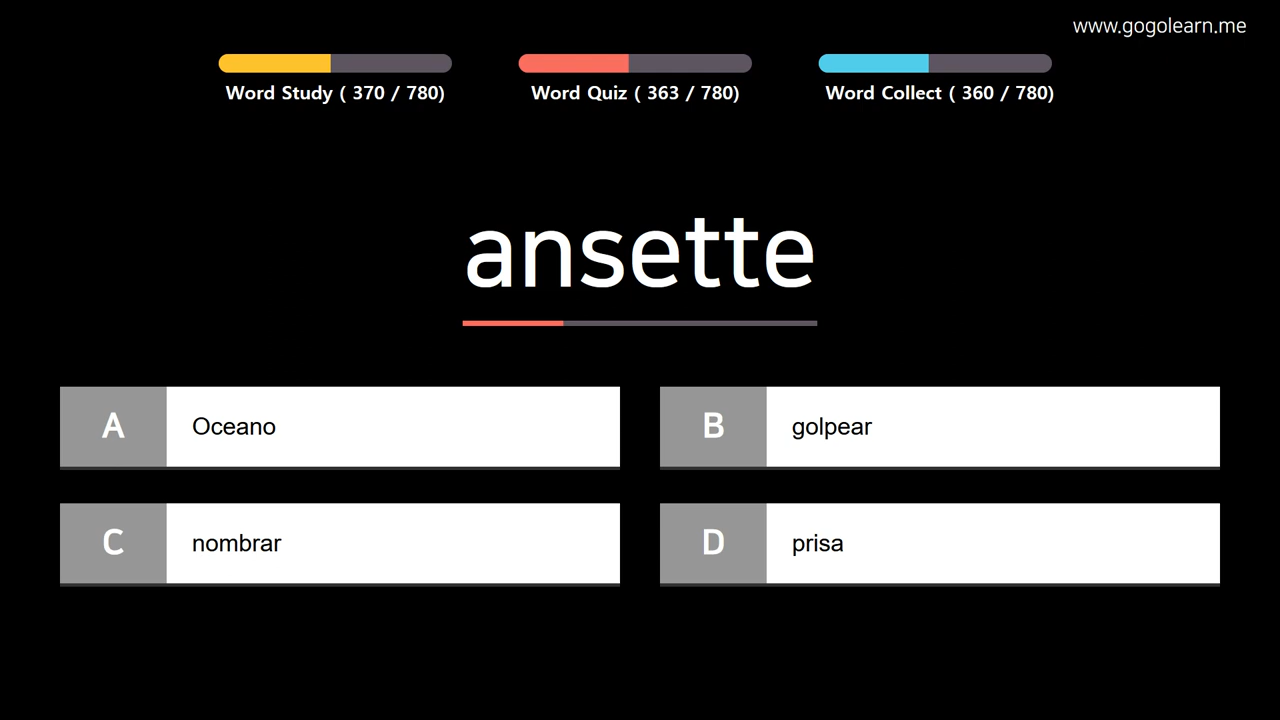 www.gogolearn.me
Word Study ( 370 / 780)
Word Quiz ( 363 / 780)
Word Collect ( 360 / 780)
ansette
A Oceano
B golpear
C nombrar
D prisa